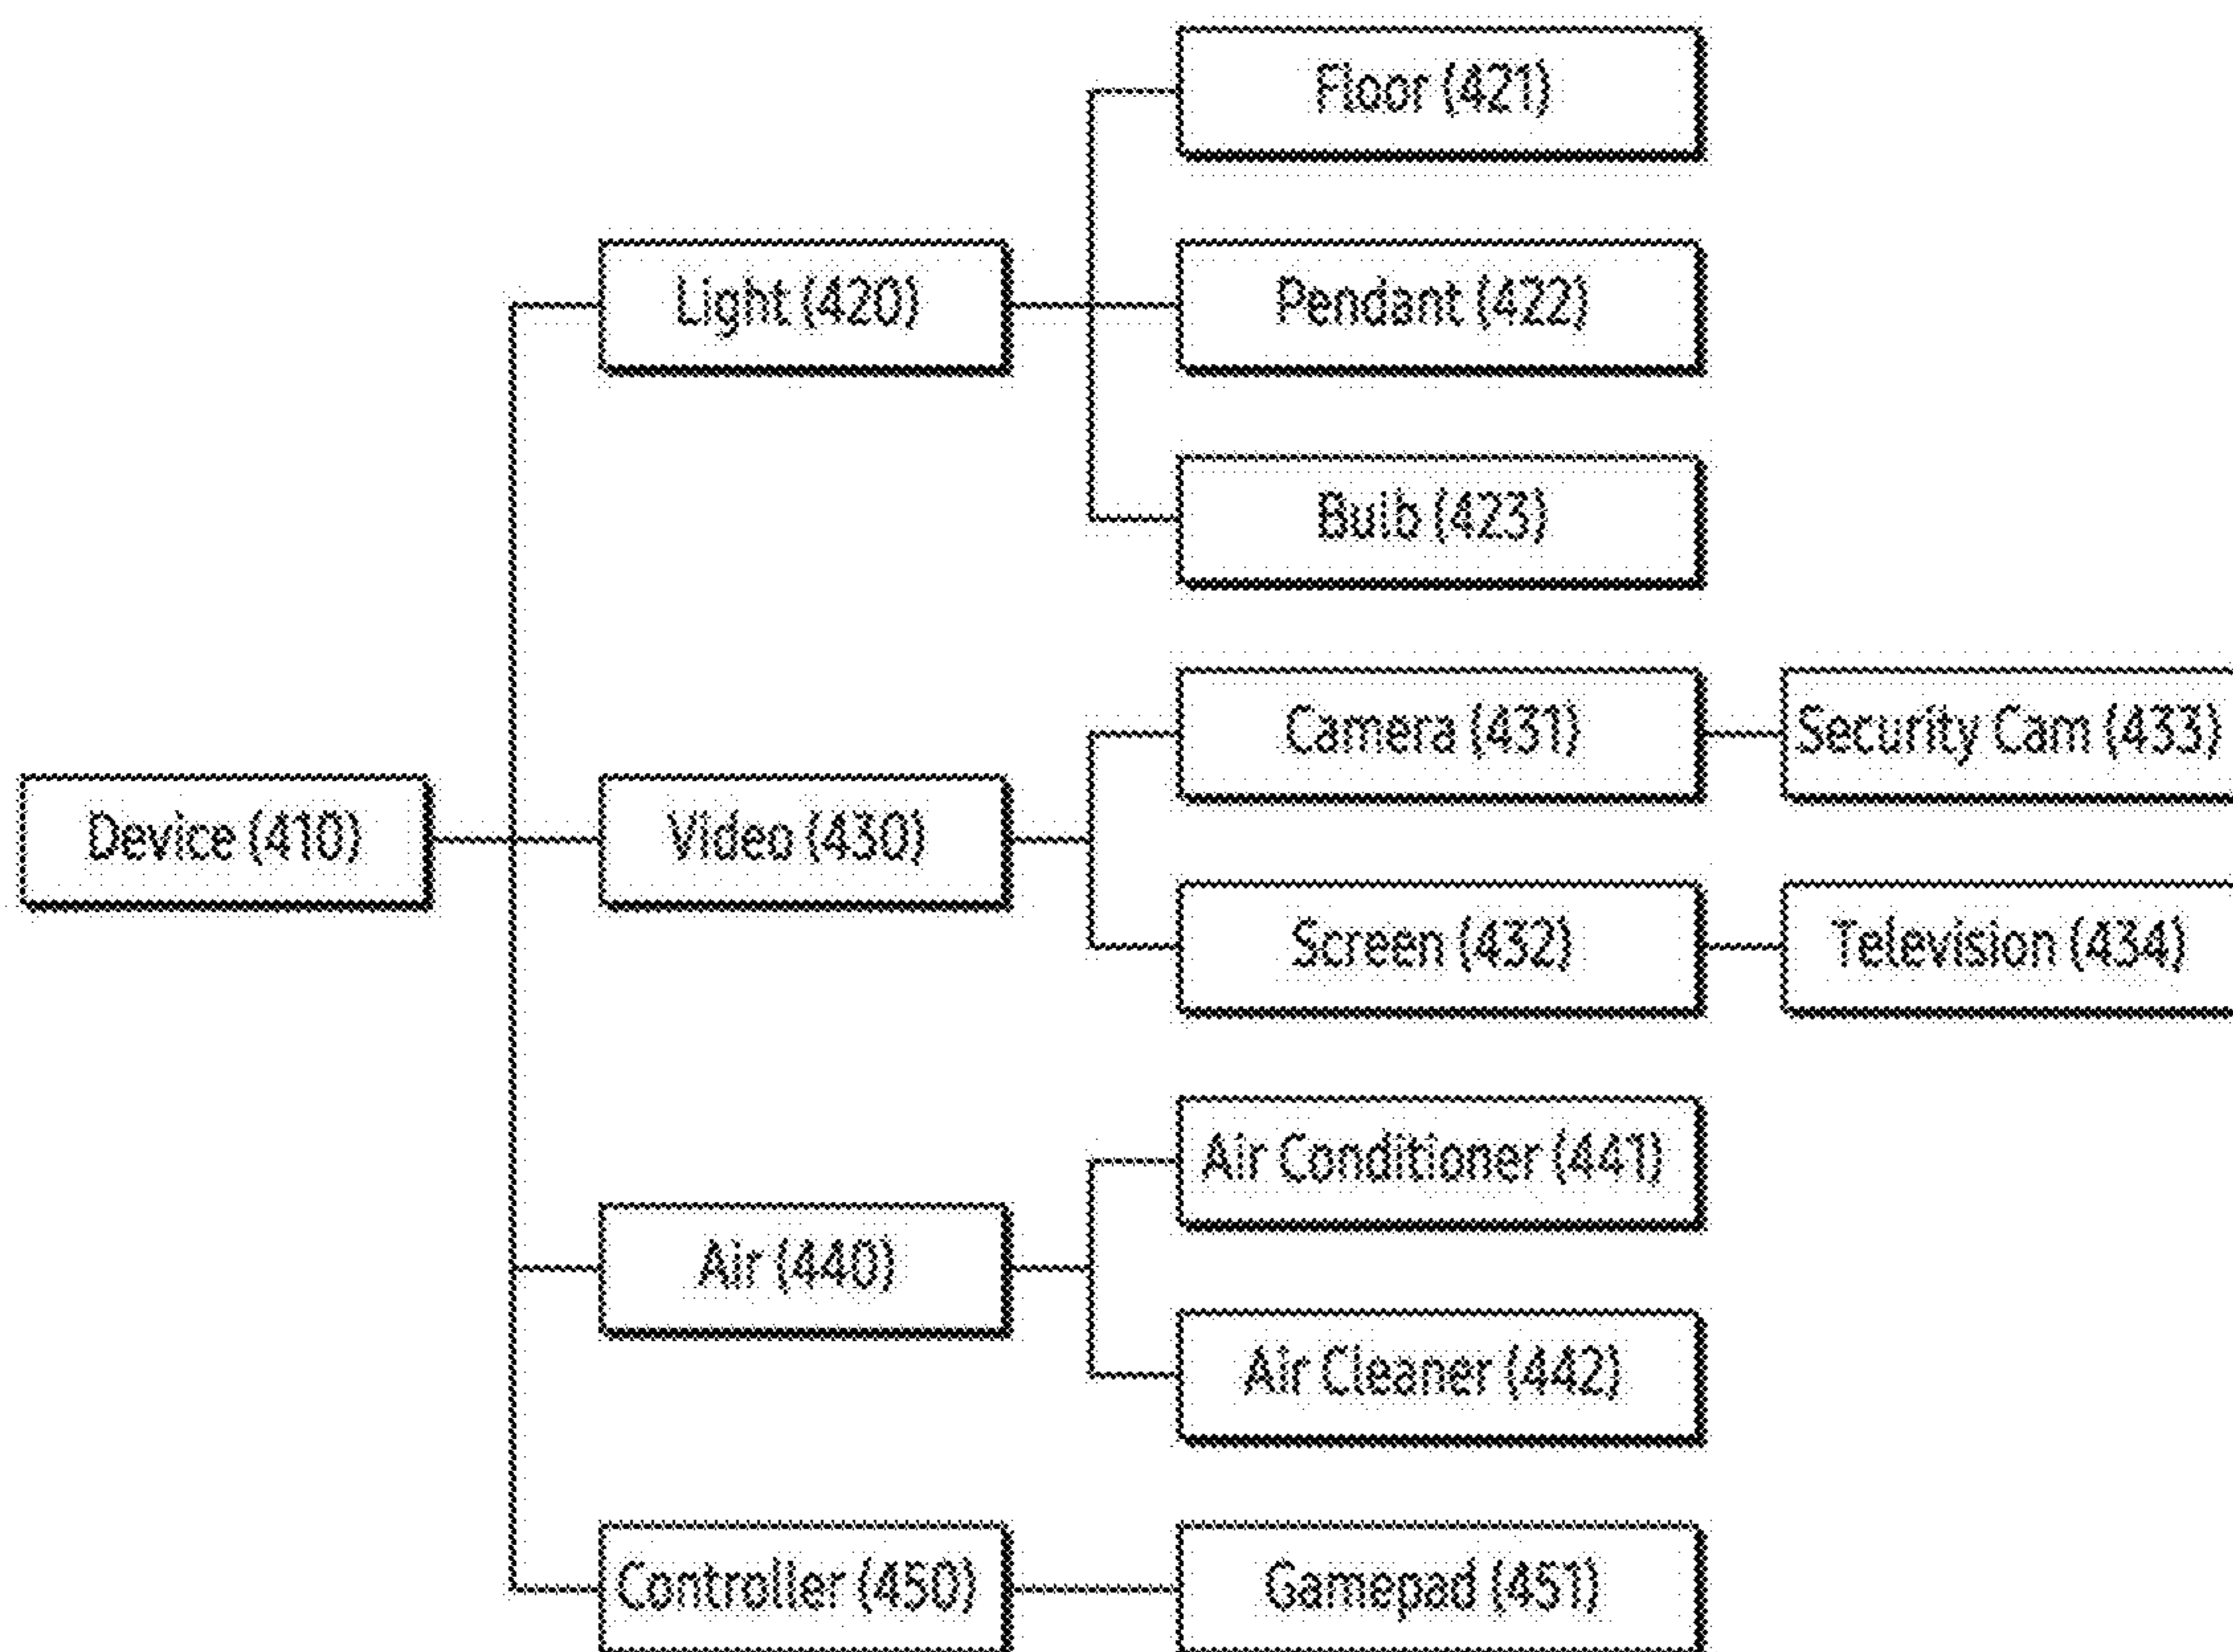 Floor (421)
Light (420)
Pendant (422)
Bulb (423)
Camera (431)
Security Cam (433)
Device (410)
Video (430)
Screen (432)
Television (434)
Air Conditioner (441)
Air (440)
Air Cleaner (442)
Controller (450)
Gamepad (451)